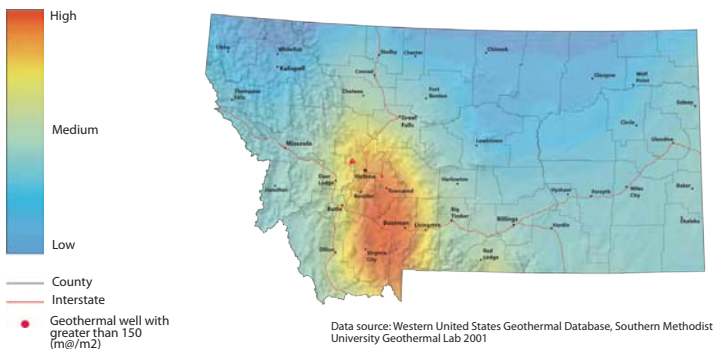 High
Medium
Low
County
Interstate
Geothermal well with
greater than 150
(m@/m2)
Libby
Whitefish
Kalispell
Thompson
Falls
Missoula
Hamilton
Shelby
Chester
Conrad
Choteau
Fort
Benton
Great
Falls
Chinook
Glasgow
Wolf
Point
Sidney
Circle
Glendive
Lewistown
Helena
Deer
Lodge
Boulder
Townsend
Butte
Bozeman
Livingston
Dillon
Virginia
City
Harlowton
Big
Timber
Billings
Red
Lodge
Hardin
Hysham
Forsyth
Miles
City
Baker
Ekalaka
Data source: Western United States Geothermal Database, Southern Methodist
University Geothermal Lab 2001